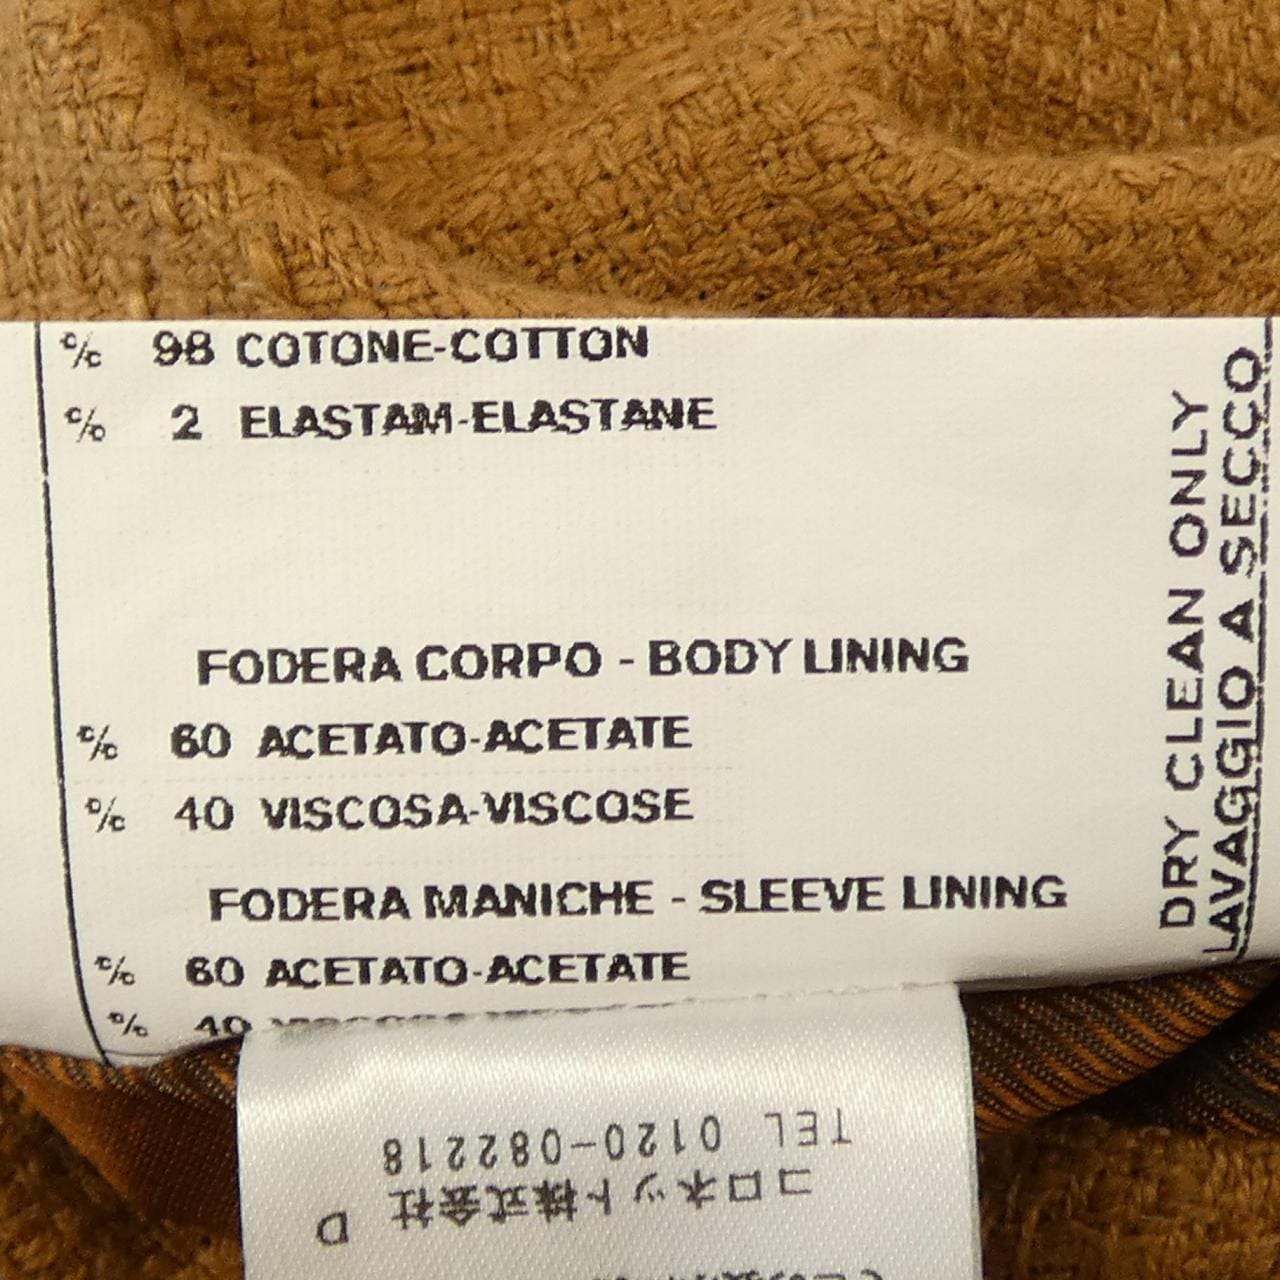 % 98 COTONE-COTTON
% 2 ELASTAM-ELASTANE
FODERA CORPO - BODY LINING
% 60 ACETATO-ACETATE
% 40 VISCOSA-VISCOSE
FODERA MANICHE - SLEEVE LINING
% 60 ACETATO-ACETATE
% 40
DRY CLEAN ONLY
LAVAGGIO A SECCO
コロネット株式会社 D
TEL 0120-082218